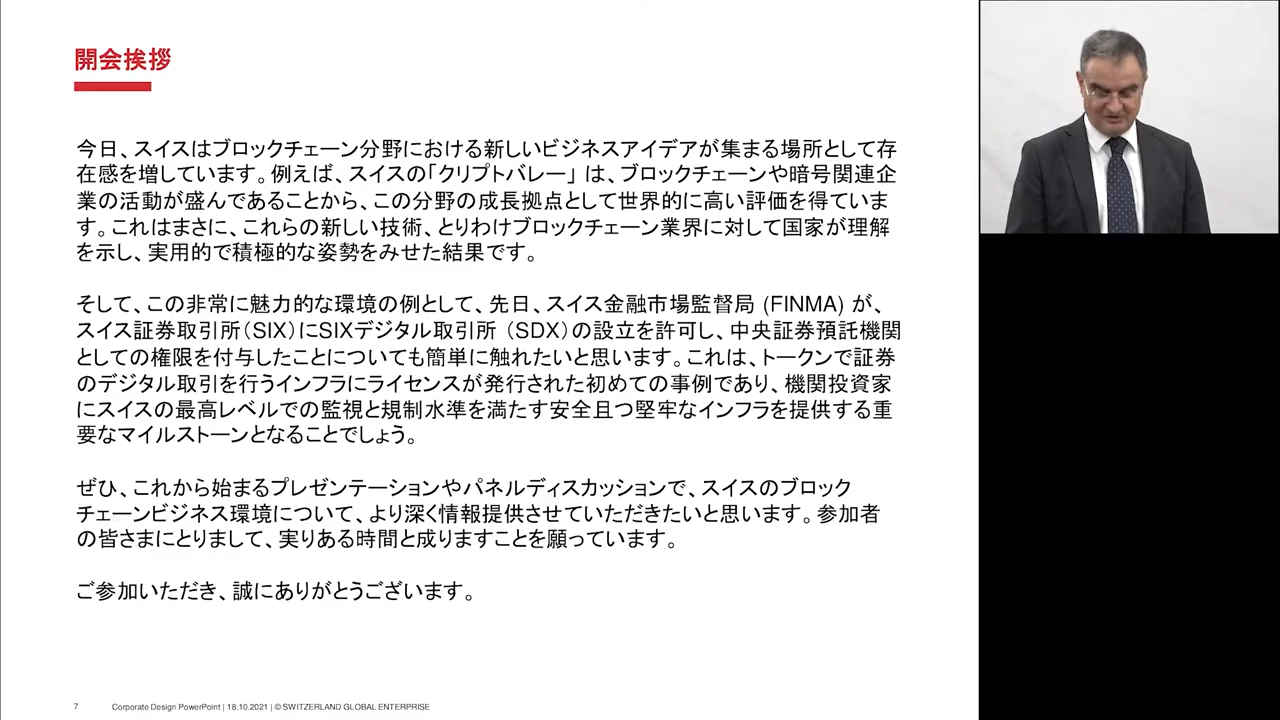 開会挨拶
今日、スイスはブロックチェーン分野における新しいビジネスアイデアが集まる場所として存
在感を増しています。例えば、スイスの「クリプトバレー」 は、ブロックチェーンや暗号関連企
業の活動が盛んであることから、この分野の成長拠点として世界的に高い評価を得ていま
す。これはまさに、これらの新しい技術、とりわけブロックチェーン業界に対して国家が理解
を示し、実用的で積極的な姿勢をみせた結果です。
そして、この非常に魅力的な環境の例として、先日、スイス金融市場監督局 (FINMA) が、
スイス証券取引所（SIX）にSIXデジタル取引所 （SDX）の設立を許可し、中央証券預託機関
としての権限を付与したことについても簡単に触れたいと思います。これは、トークンで証券
のデジタル取引を行うインフラにライセンスが発行された初めての事例であり、機関投資家
にスイスの最高レベルでの監視と規制水準を満たす安全且つ堅牢なインフラを提供する重
要なマイルストーンとなることでしょう。
ぜひ、これから始まるプレゼンテーションやパネルディスカッションで、スイスのブロック
チェーンビジネス環境について、より深く情報提供させていただきたいと思います。参加者
の皆さまにとりまして、実りある時間と成りますことを願っています。
ご参加いただき、誠にありがとうございます。
7 Corporate Design PowerPoint | 18.10.2021 | © SWITZERLAND GLOBAL ENTERPRISE